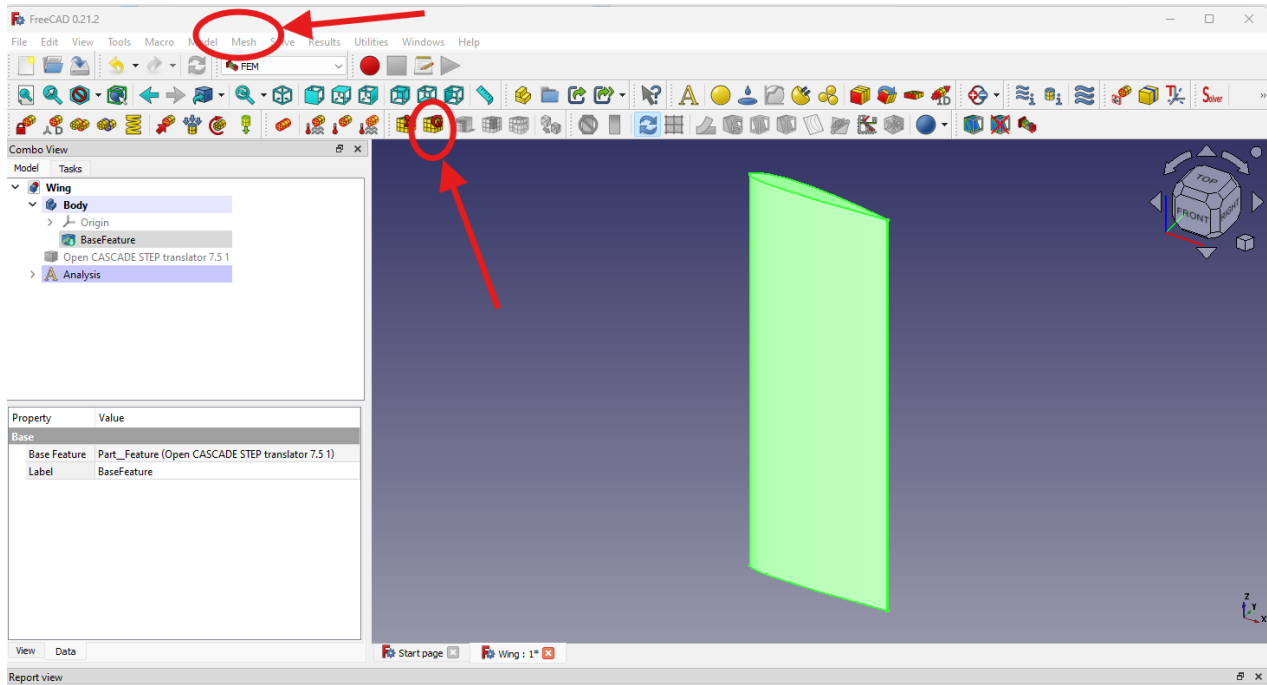 FreeCAD 0.21.2
File Edit View Tools Macro Model Mesh Solve Results Utilities Windows Help
FEM
Solver
Combo View
Model Tasks
Wing
Body
Origin
BaseFeature
Open CASCADE STEP translator 7.5 1
Analysis
TOP
FRONT RIGHT
Property Value
Base
Base Feature Part__Feature (Open CASCADE STEP translator 7.5 1)
Label BaseFeature
Z
Y
X
View Data
Start page Wing : 1*
Report view